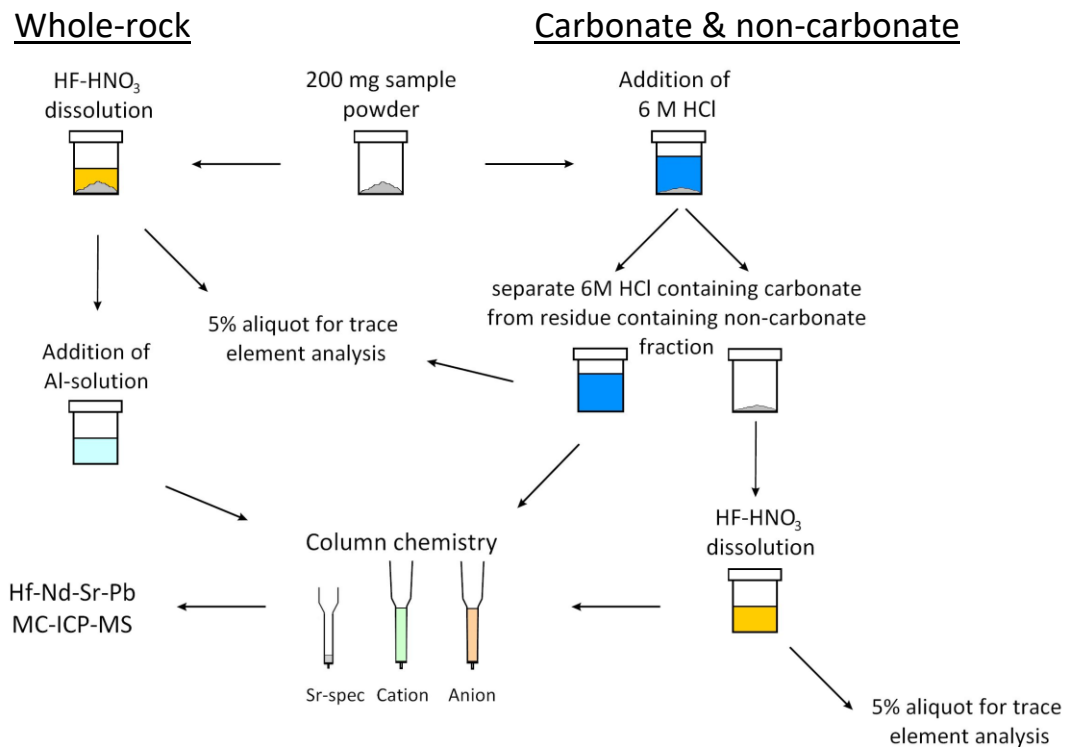 Whole-rock
Carbonate & non-carbonate
HF-HNO₃
dissolution
200 mg sample
powder
Addition of
6 M HCl
separate 6M HCl containing carbonate
from residue containing non-carbonate
fraction
5% aliquot for trace
element analysis
Addition of
Al-solution
Column chemistry
HF-HNO₃
dissolution
Hf-Nd-Sr-Pb
MC-ICP-MS
Sr-spec Cation Anion
5% aliquot for trace
element analysis